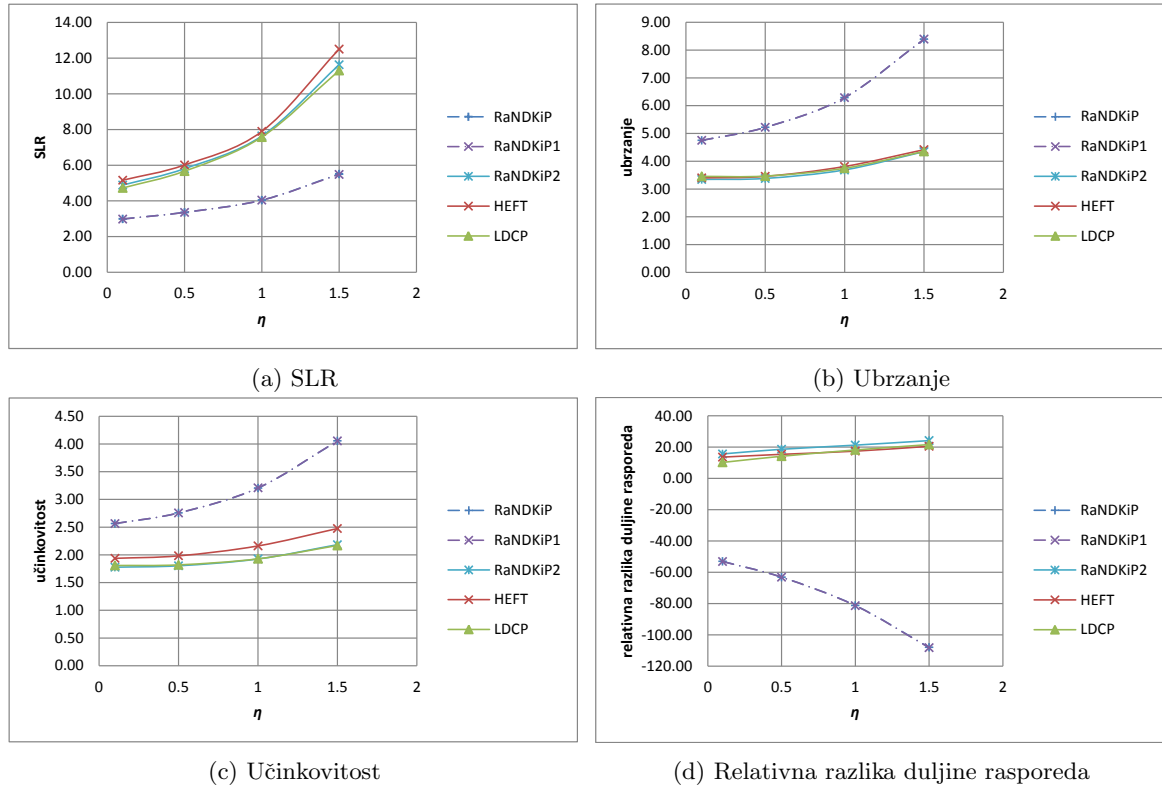 14.00
12.00
10.00
8.00
6.00
4.00
2.00
0.00
SLR
0 0.5 1 1.5 2
η
RaNDKiP
RaNDKiP1
RaNDKiP2
HEFT
LDCP
(a) SLR
9.00
8.00
7.00
6.00
5.00
4.00
3.00
2.00
1.00
0.00
ubrzanje
0 0.5 1 1.5 2
η
RaNDKiP
RaNDKiP1
RaNDKiP2
HEFT
LDCP
(b) Ubrzanje
4.50
4.00
3.50
3.00
2.50
2.00
1.50
1.00
0.50
0.00
učinkovitost
0 0.5 1 1.5 2
η
RaNDKiP
RaNDKiP1
RaNDKiP2
HEFT
LDCP
(c) Učinkovitost
40.00
20.00
0.00
-20.00
-40.00
-60.00
-80.00
-100.00
-120.00
relativna razlika duljine rasporeda
0 0.5 1 1.5 2
η
RaNDKiP
RaNDKiP1
RaNDKiP2
HEFT
LDCP
(d) Relativna razlika duljine rasporeda